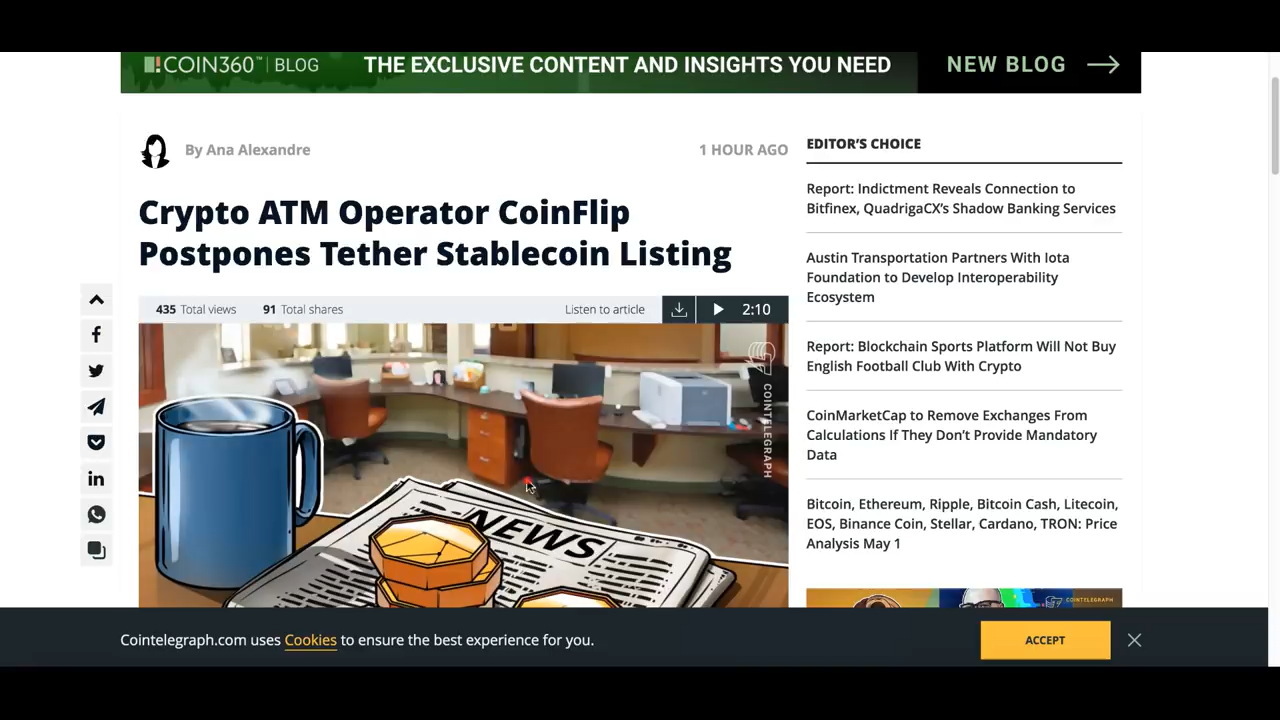 COIN360™ | BLOG
THE EXCLUSIVE CONTENT AND INSIGHTS YOU NEED
NEW BLOG
By Ana Alexandre
1 HOUR AGO
Crypto ATM Operator CoinFlip
Postpones Tether Stablecoin Listing
435 Total views
91 Total shares
Listen to article
2:10
COINTELEGRAPH
NEWS
EDITOR'S CHOICE
Report: Indictment Reveals Connection to
Bitfinex, QuadrigaCX's Shadow Banking Services
Austin Transportation Partners With Iota
Foundation to Develop Interoperability
Ecosystem
Report: Blockchain Sports Platform Will Not Buy
English Football Club With Crypto
CoinMarketCap to Remove Exchanges From
Calculations If They Don't Provide Mandatory
Data
Bitcoin, Ethereum, Ripple, Bitcoin Cash, Litecoin,
EOS, Binance Coin, Stellar, Cardano, TRON: Price
Analysis May 1
COINTELEGRAPH
Cointelegraph.com uses Cookies to ensure the best experience for you.
ACCEPT